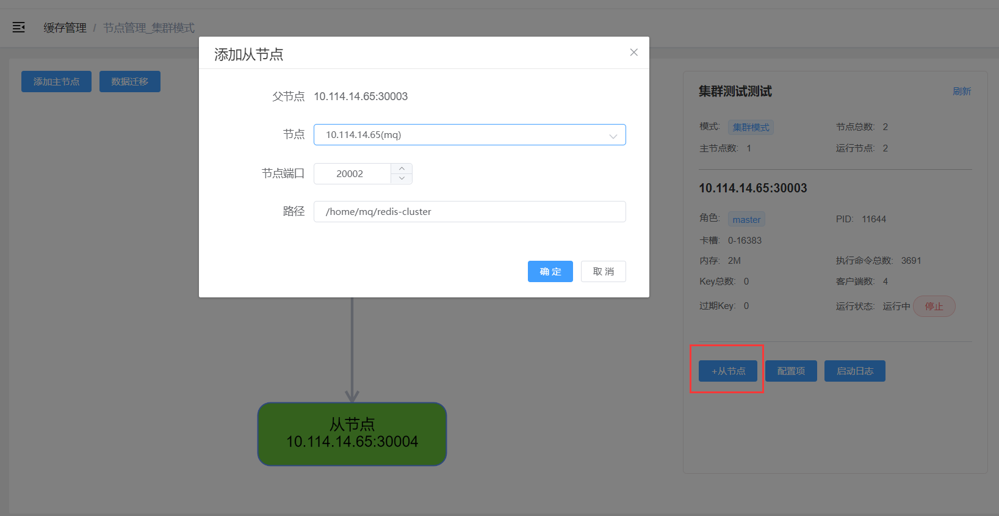 缓存管理 / 节点管理_集群模式
添加主节点 数据迁移
添加从节点
父节点 10.114.14.65:30003
节点 10.114.14.65(mq)
节点端口 20002
路径 /home/mq/redis-cluster
确 定 取 消
从节点
10.114.14.65:30004
集群测试测试 刷新
模式: 集群模式 节点总数: 2
主节点数: 1 运行节点: 2
10.114.14.65:30003
角色: master PID: 11644
卡槽: 0-16383
内存: 2M 执行命令总数: 3691
Key总数: 0 客户端数: 4
过期Key: 0 运行状态: 运行中 停止
+从节点 配置项 启动日志